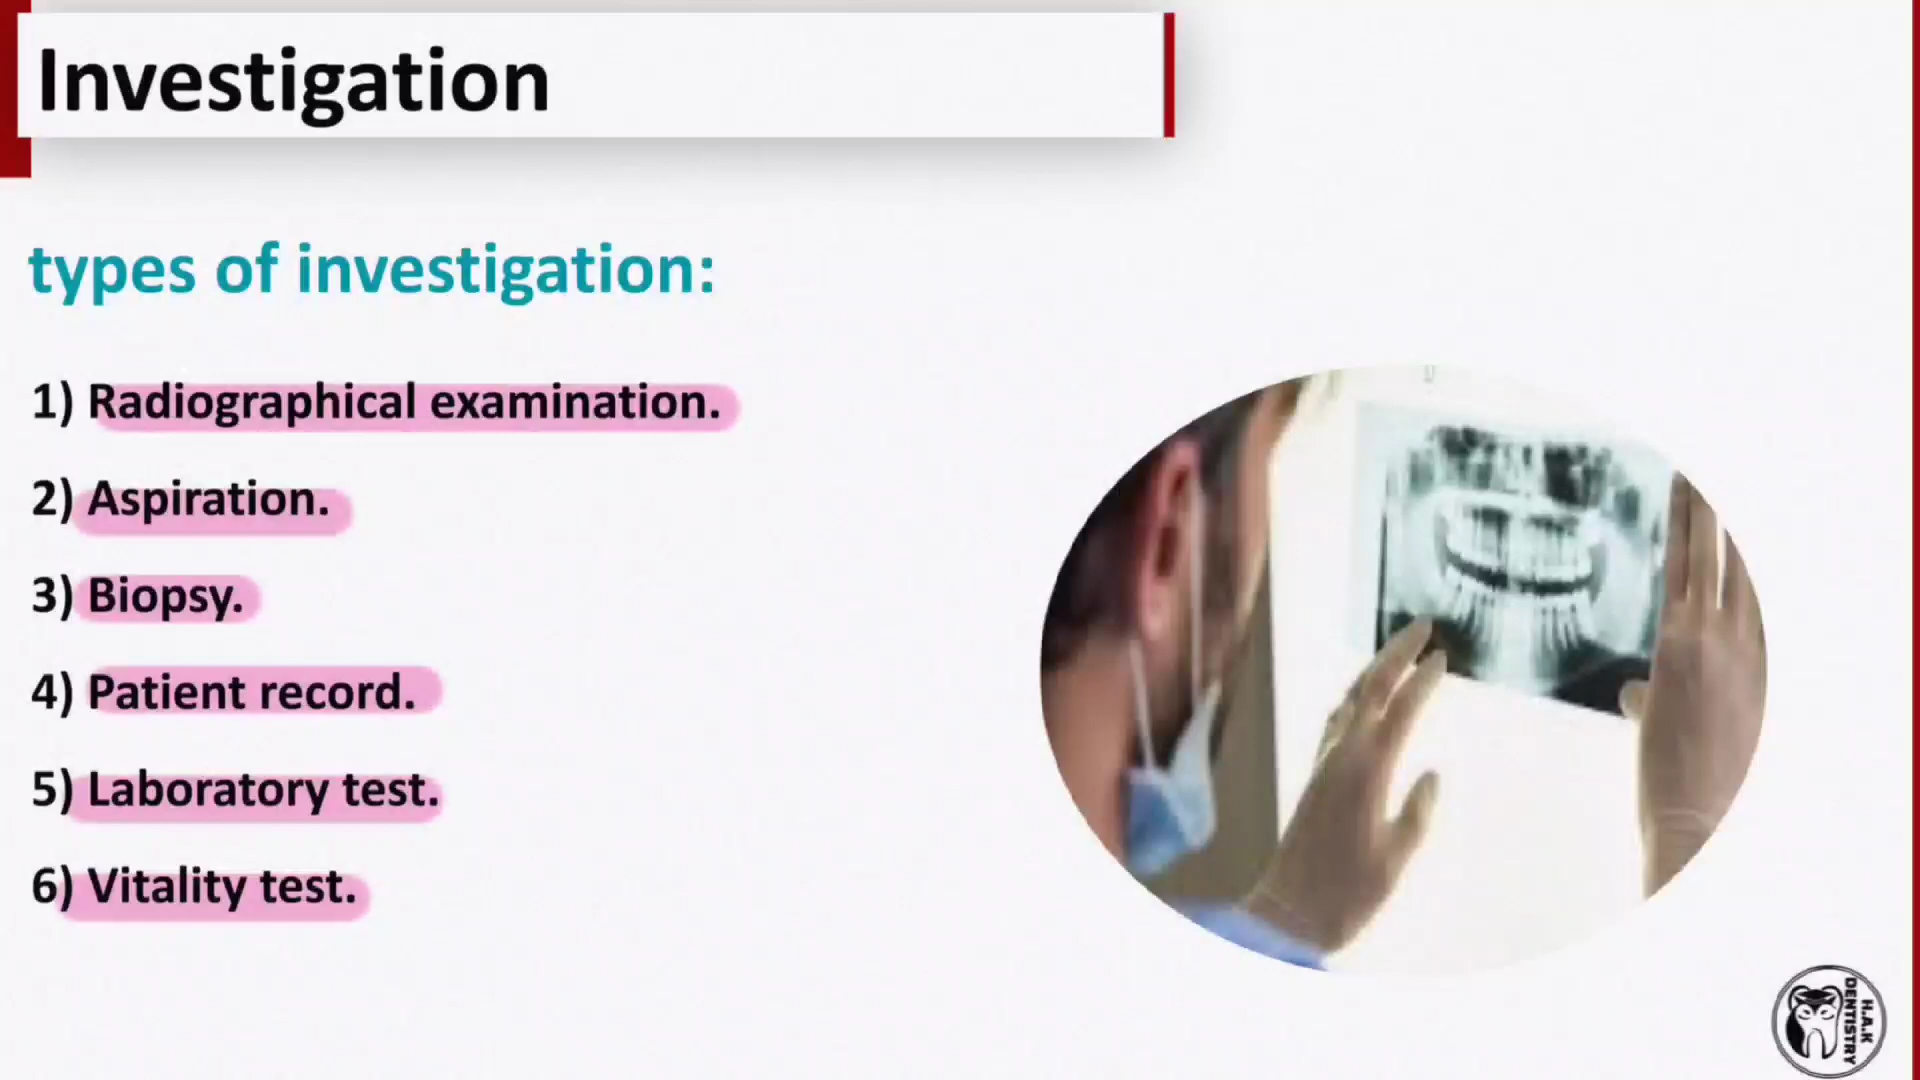 Investigation
types of investigation:
1) Radiographical examination.
2) Aspiration.
3) Biopsy.
4) Patient record.
5) Laboratory test.
6) Vitality test.
H.A.K
DENTISTRY